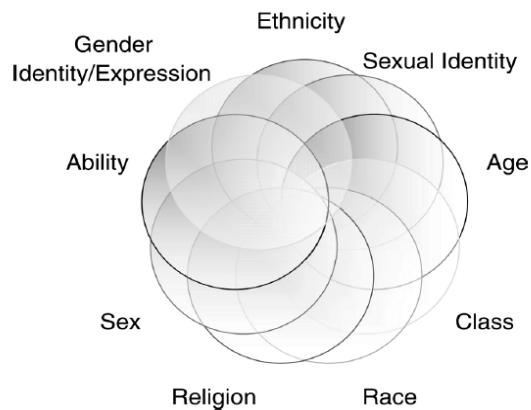 Ethnicity
Gender
Identity/Expression
Sexual Identity
Ability
Age
Sex
Class
Religion
Race